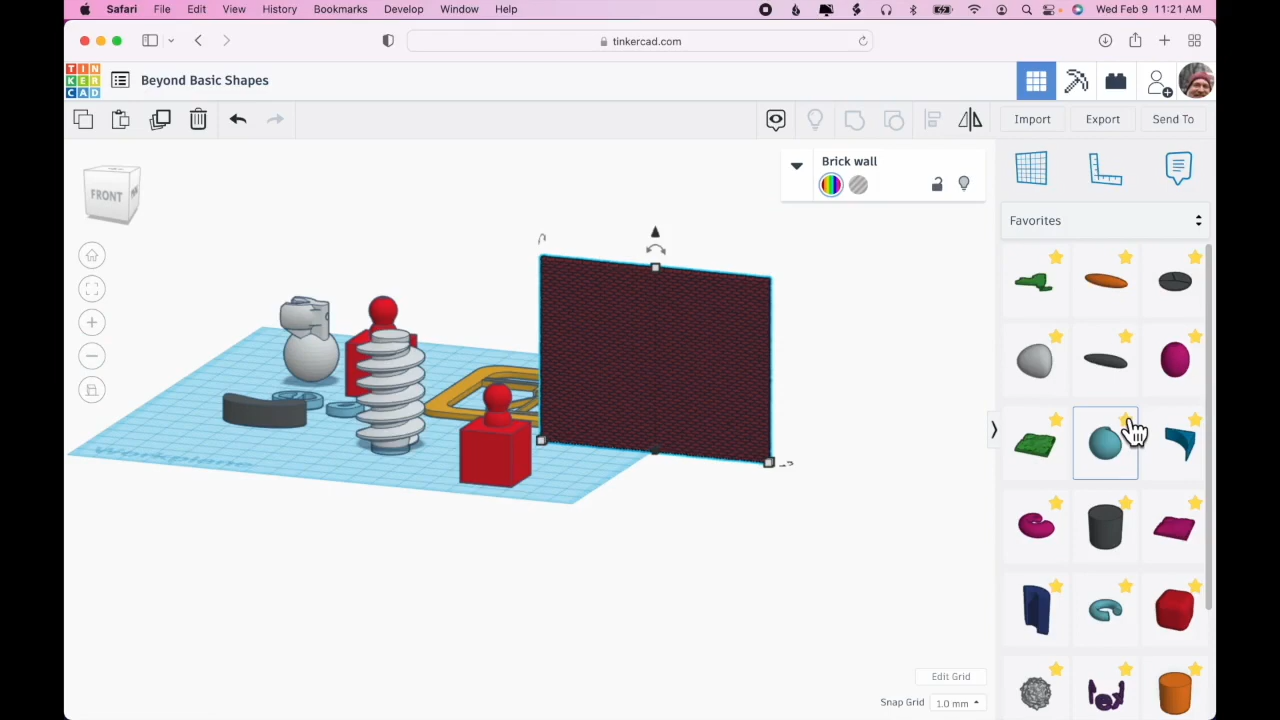 Safari File Edit View History Bookmarks Develop Window Help Wed Feb 9 11:21 AM
tinkercad.com
TIN
KER
CAD
Beyond Basic Shapes
Import Export Send To
Brick wall
FRONT
Favorites
Workplane
Edit Grid
Snap Grid 1.0 mm